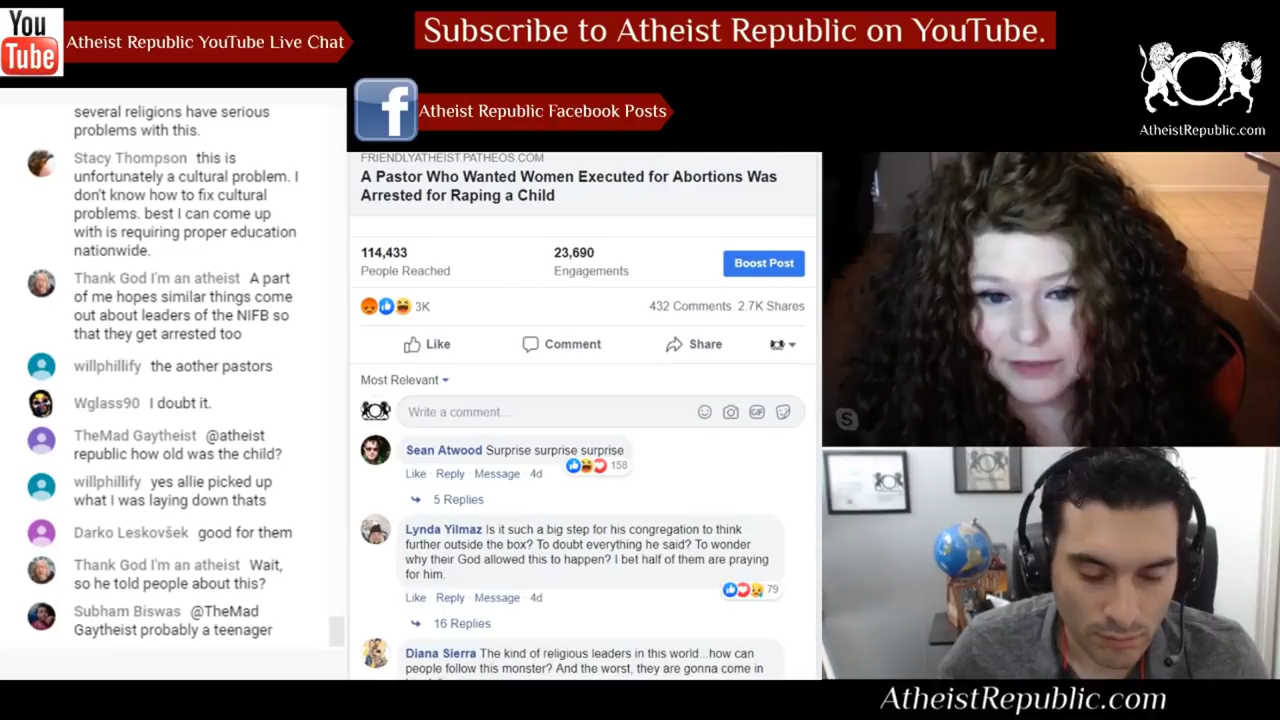 You
Tube
Atheist Republic YouTube Live Chat
Subscribe to Atheist Republic on YouTube.
AtheistRepublic.com
f
Atheist Republic Facebook Posts
several religions have serious
problems with this.
Stacy Thompson this is
unfortunately a cultural problem. I
don't know how to fix cultural
problems. best I can come up
with is requiring proper education
nationwide.
Thank God I'm an atheist A part
of me hopes similar things come
out about leaders of the NIFB so
that they get arrested too
willphillify the aother pastors
Wglass90 I doubt it.
TheMad Gaytheist @atheist
republic how old was the child?
willphillify yes allie picked up
what I was laying down thats
Darko Leskovšek good for them
Thank God I'm an atheist Wait,
so he told people about this?
Subham Biswas @TheMad
Gaytheist probably a teenager
FRIENDLYATHEIST.PATHEOS.COM
A Pastor Who Wanted Women Executed for Abortions Was
Arrested for Raping a Child
114,433 23,690
People Reached Engagements
Boost Post
3K 432 Comments 2.7K Shares
Like Comment Share
Most Relevant
Write a comment...
GIF
Sean Atwood Surprise surprise surprise
158
Like · Reply · Message · 4d
5 Replies
Lynda Yilmaz Is it such a big step for his congregation to think
further outside the box? To doubt everything he said? To wonder
why their God allowed this to happen? I bet half of them are praying
for him.
79
Like · Reply · Message · 4d
16 Replies
Diana Sierra The kind of religious leaders in this world...how can
people follow this monster? And the worst, they are gonna come in
AtheistRepublic.com